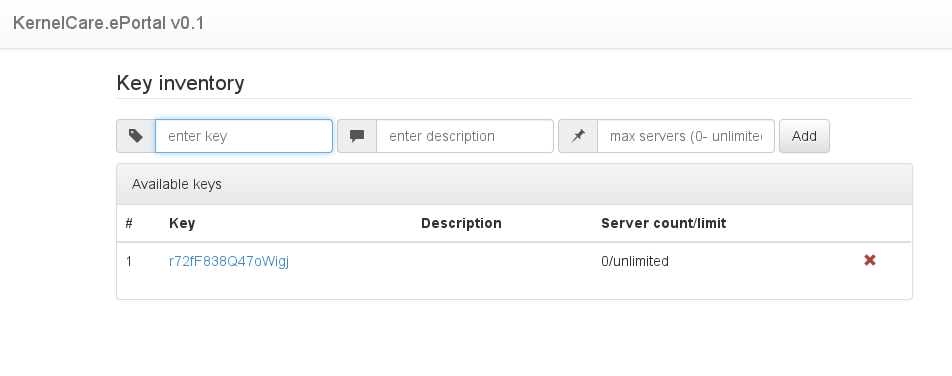 KernelCare.ePortal v0.1
Key inventory
enter key enter description max servers (0- unlimited Add
Available keys
# Key Description Server count/limit
1 r72fF838Q47oWigj 0/unlimited